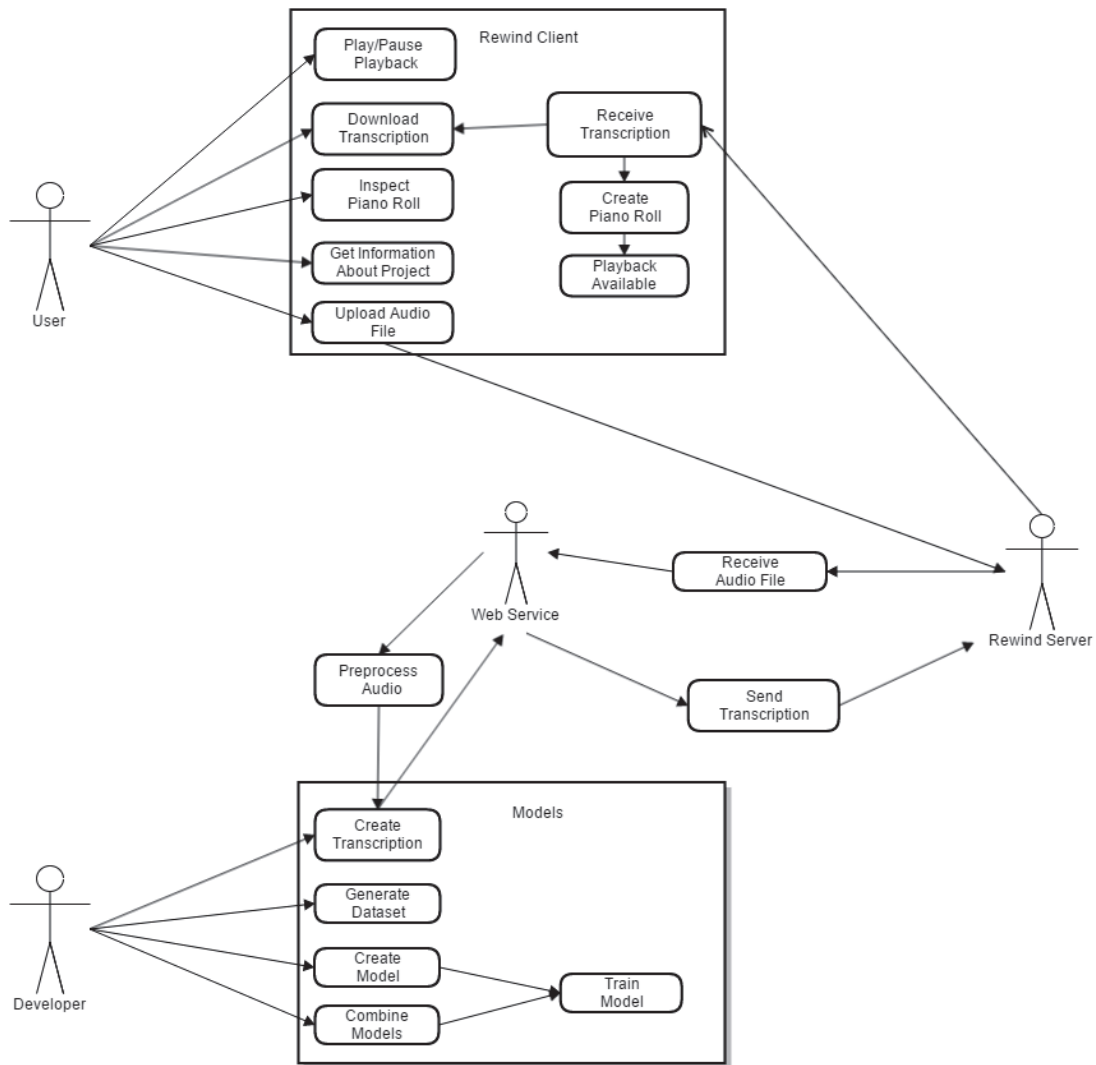 Rewind Client
Play/Pause
Playback
Download
Transcription
Receive
Transcription
Inspect
Piano Roll
Create
Piano Roll
Get Information
About Project
Playback
Available
Upload Audio
File
User
Receive
Audio File
Web Service
Rewind Server
Preprocess
Audio
Send
Transcription
Models
Create
Transcription
Generate
Dataset
Create
Model
Train
Model
Combine
Models
Developer